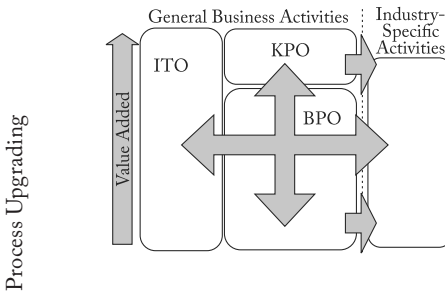 General Business Activities
Industry-
Specific
Activities
ITO
KPO
BPO
Value Added
Process Upgrading